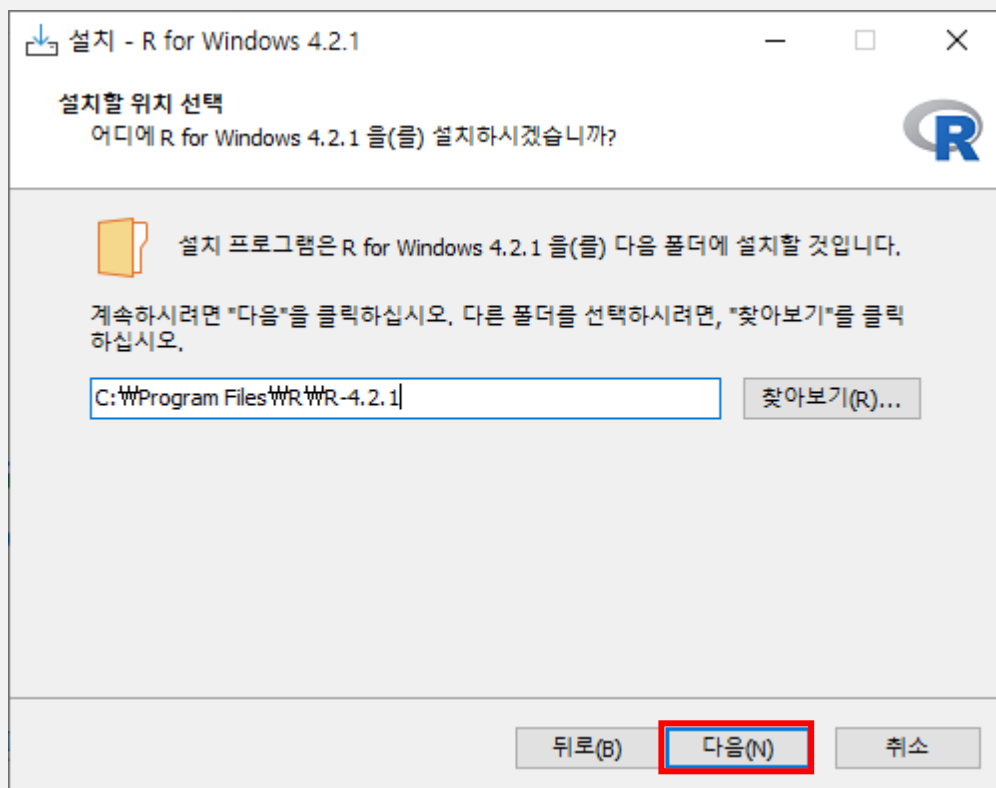 설치 - R for Windows 4.2.1
설치할 위치 선택
어디에 R for Windows 4.2.1 을(를) 설치하시겠습니까?
R
설치 프로그램은 R for Windows 4.2.1 을(를) 다음 폴더에 설치할 것입니다.
계속하시려면 "다음"을 클릭하십시오. 다른 폴더를 선택하시려면, "찾아보기"를 클릭
하십시오.
C:₩Program Files₩R₩R-4.2.1
찾아보기(R)...
뒤로(B)
다음(N)
취소